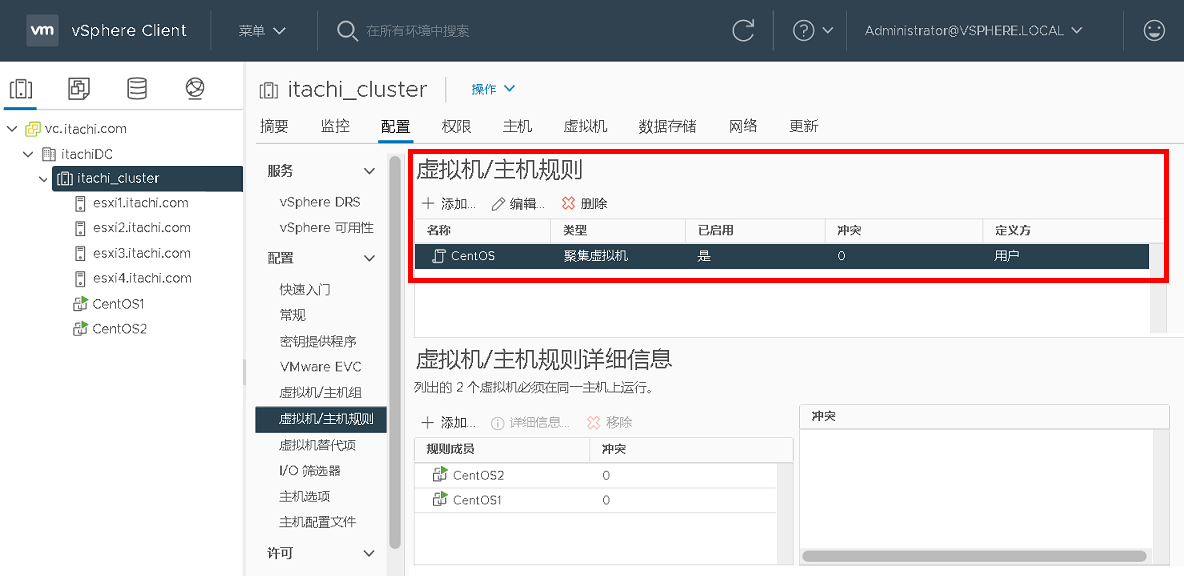 vm vSphere Client 菜单 在所有环境中搜索 Administrator@VSPHERE.LOCAL
vc.itachi.com
itachiDC
itachi_cluster
esxi1.itachi.com
esxi2.itachi.com
esxi3.itachi.com
esxi4.itachi.com
CentOS1
CentOS2
itachi_cluster 操作
摘要 监控 配置 权限 主机 虚拟机 数据存储 网络 更新
服务
vSphere DRS
vSphere 可用性
配置
快速入门
常规
密钥提供程序
VMware EVC
虚拟机/主机组
虚拟机/主机规则
虚拟机替代项
I/O 筛选器
主机选项
主机配置文件
许可
虚拟机/主机规则
添加... 编辑... 删除
名称 类型 已启用 冲突 定义方
CentOS 聚集虚拟机 是 0 用户
虚拟机/主机规则详细信息
列出的 2 个虚拟机必须在同一主机上运行。
添加... 详细信息... 移除
规则成员 冲突
CentOS2 0
CentOS1 0
冲突